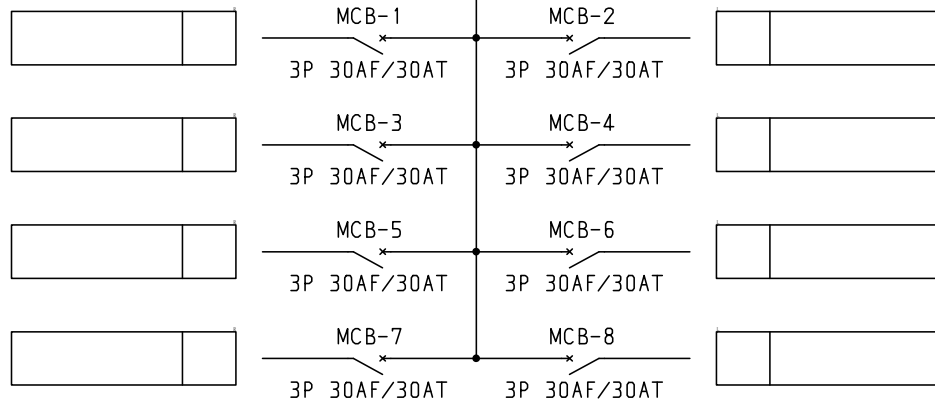 MCB-1 MCB-2
3P 30AF/30AT 3P 30AF/30AT
MCB-3 MCB-4
3P 30AF/30AT 3P 30AF/30AT
MCB-5 MCB-6
3P 30AF/30AT 3P 30AF/30AT
MCB-7 MCB-8
3P 30AF/30AT 3P 30AF/30AT